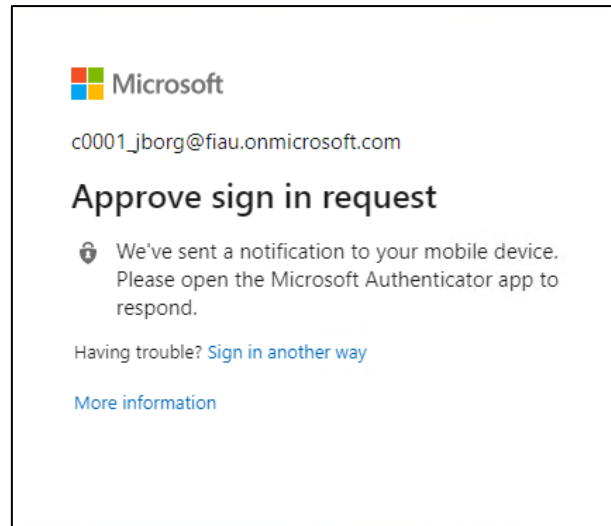 Microsoft
c0001_jborg@fiau.onmicrosoft.com
Approve sign in request
We've sent a notification to your mobile device.
Please open the Microsoft Authenticator app to
respond.
Having trouble? Sign in another way
More information